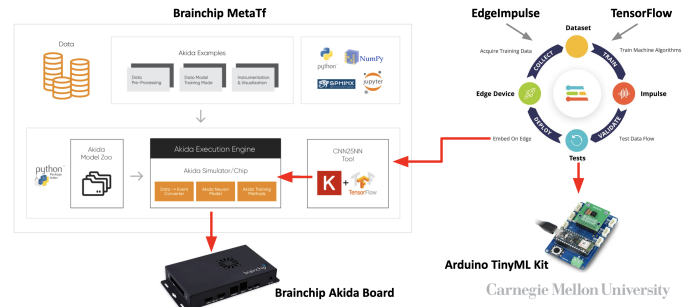 Brainchip MetaTf
EdgeImpulse
TensorFlow
Data
Akida Examples
Data
Pre-Processing
Data Model
Training Mode
Instrumentation
& Visualization
python
NumPy
SPHINX
jupyter
Akida
Model Zoo
python
Package
Index
Akida Execution Engine
Akida Simulator/Chip
Data → Event
Converter
Akida Neuron
Model
Akida Training
Methods
CNN2SNN
Tool
K
+
TensorFlow
Dataset
Acquire Training Data
Train Machine Algorithms
COLLECT
TRAIN
Edge Device
Impulse
DEPLOY
VALIDATE
Embed On Edge
Test Data Flow
Tests
brainchip
Brainchip Akida Board
Arduino TinyML Kit
Carnegie Mellon University